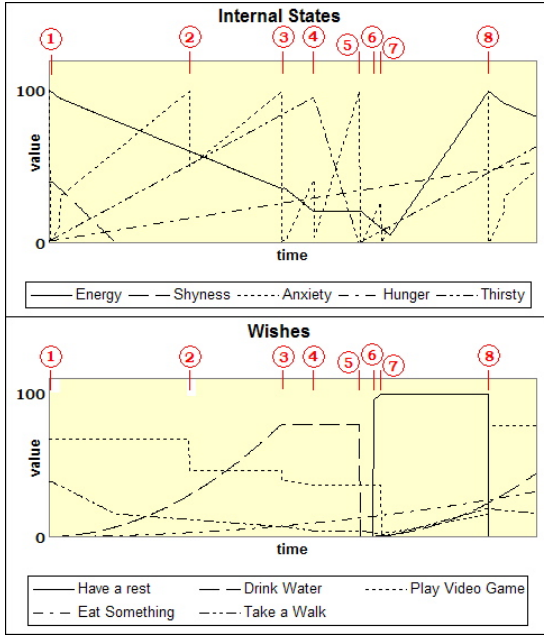 Internal States
1 2 3 4 5 6 7 8
100
value
0
time
Energy Shyness Anxiety Hunger Thirsty
Wishes
1 2 3 4 5 6 7 8
100
value
0
time
Have a rest Drink Water Play Video Game
Eat Something Take a Walk